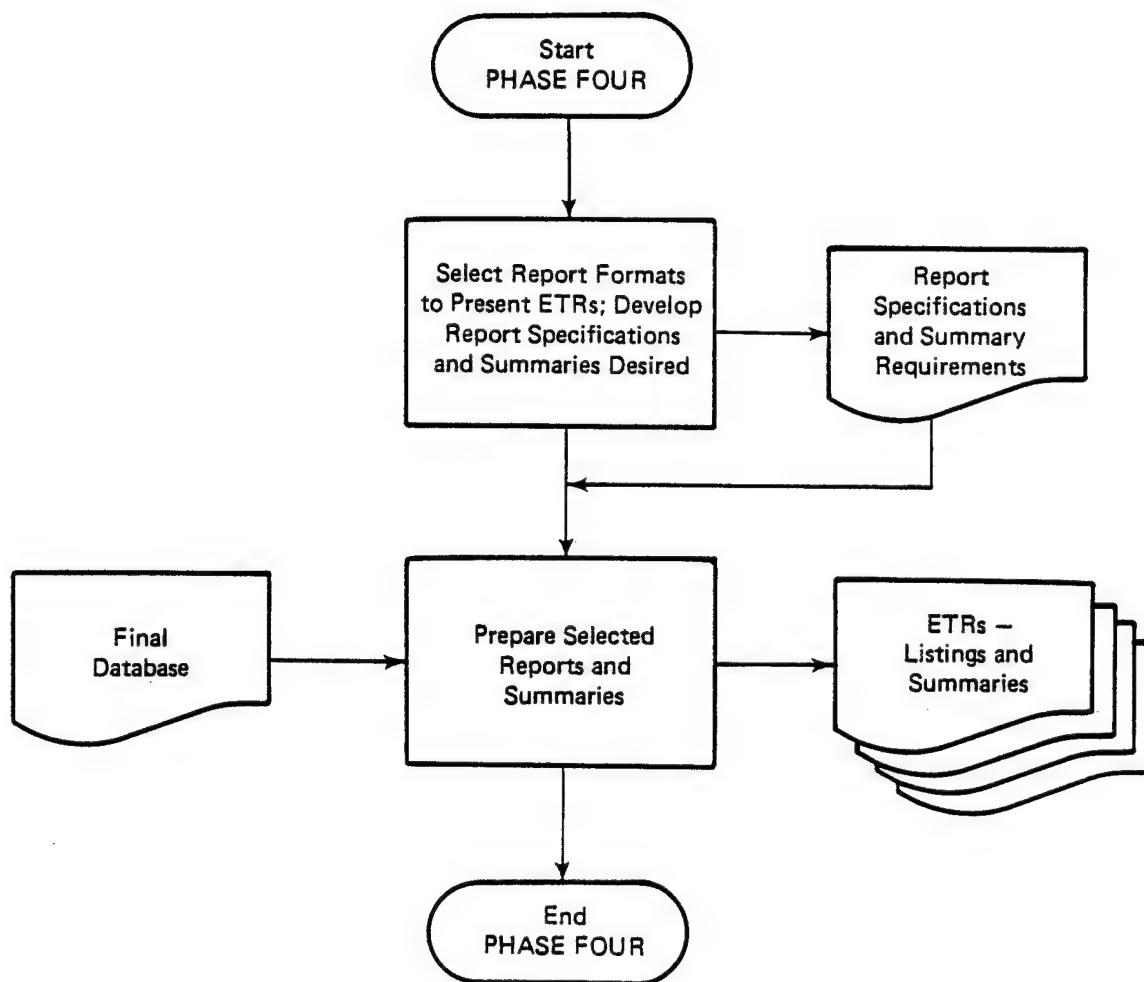 Start
PHASE FOUR
Select Report Formats
to Present ETRs; Develop
Report Specifications
and Summaries Desired
Report
Specifications
and Summary
Requirements
Final
Database
Prepare Selected
Reports and
Summaries
ETRs —
Listings and
Summaries
End
PHASE FOUR